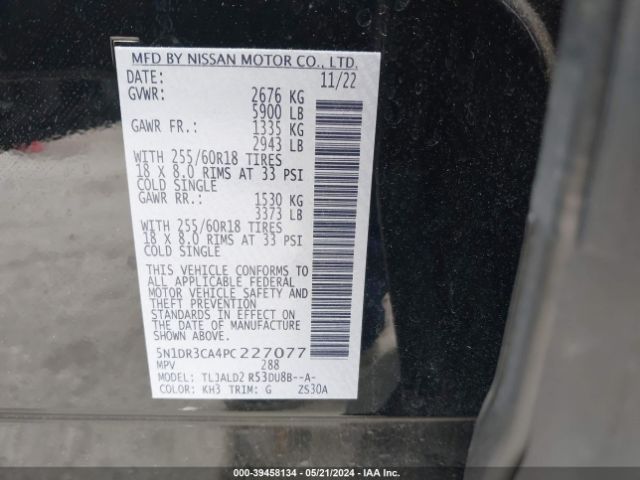 MFD BY NISSAN MOTOR CO., LTD.
DATE: 11/22
GVWR: 2676 KG
5900 LB
GAWR FR.: 1335 KG
2943 LB
WITH 255/60R18 TIRES
18 X 8.0 RIMS AT 33 PSI
COLD SINGLE
GAWR RR.: 1530 KG
3373 LB
WITH 255/60R18 TIRES
18 X 8.0 RIMS AT 33 PSI
COLD SINGLE
THIS VEHICLE CONFORMS TO
ALL APPLICABLE FEDERAL
MOTOR VEHICLE SAFETY AND
THEFT PREVENTION
STANDARDS IN EFFECT ON
THE DATE OF MANUFACTURE
SHOWN ABOVE.
5N1DR3CA4PC227077
MPV 288
MODEL: TLJALD2 R53DU8B--A-
COLOR: KH3 TRIM: G ZS30A
000-39458134 - 05/21/2024 - IAA Inc.